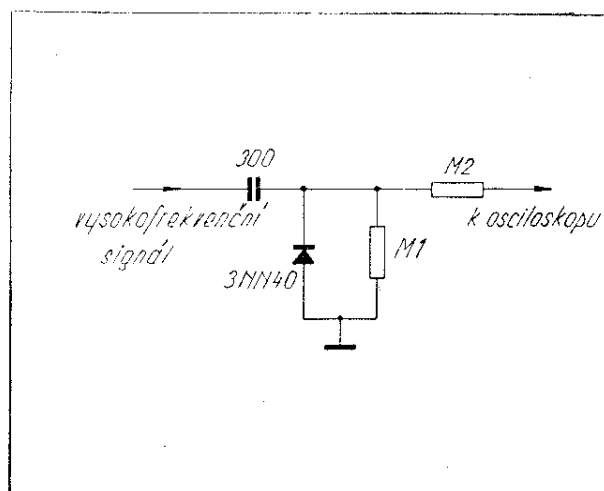 300
M2
vysokofrekvenční
signál
k osciloskopu
3NN40
M1